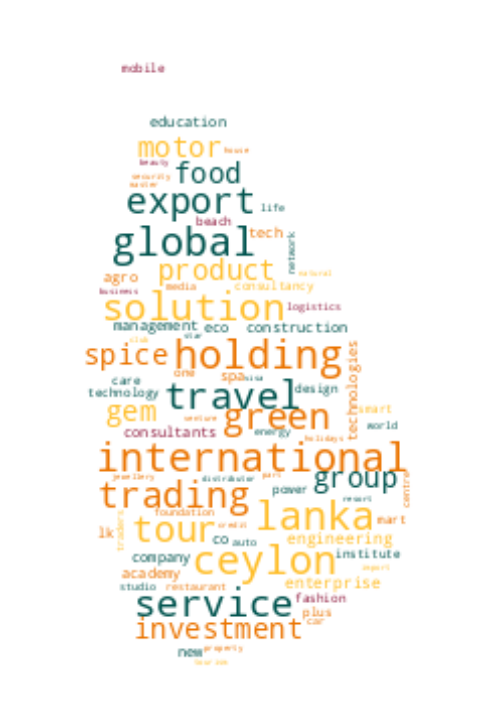 mobile
education
motor house
beauty
food
security
master
export life
beach
global tech
network
product natural
agro media consultancy
business
solution logistics
management eco construction
star
club
spice holding
technologies
one spa visa
care
technology travel design
gem green smart
venture world
consultants energy holidays
international
jewellery distributor part
trading power group centre
resort
foundation lanka mart
traders
tour credit
lk co auto engineering
company ceylon institute
import
academy enterprise
studio restaurant
service fashion
plus
investment car
new property
tourism